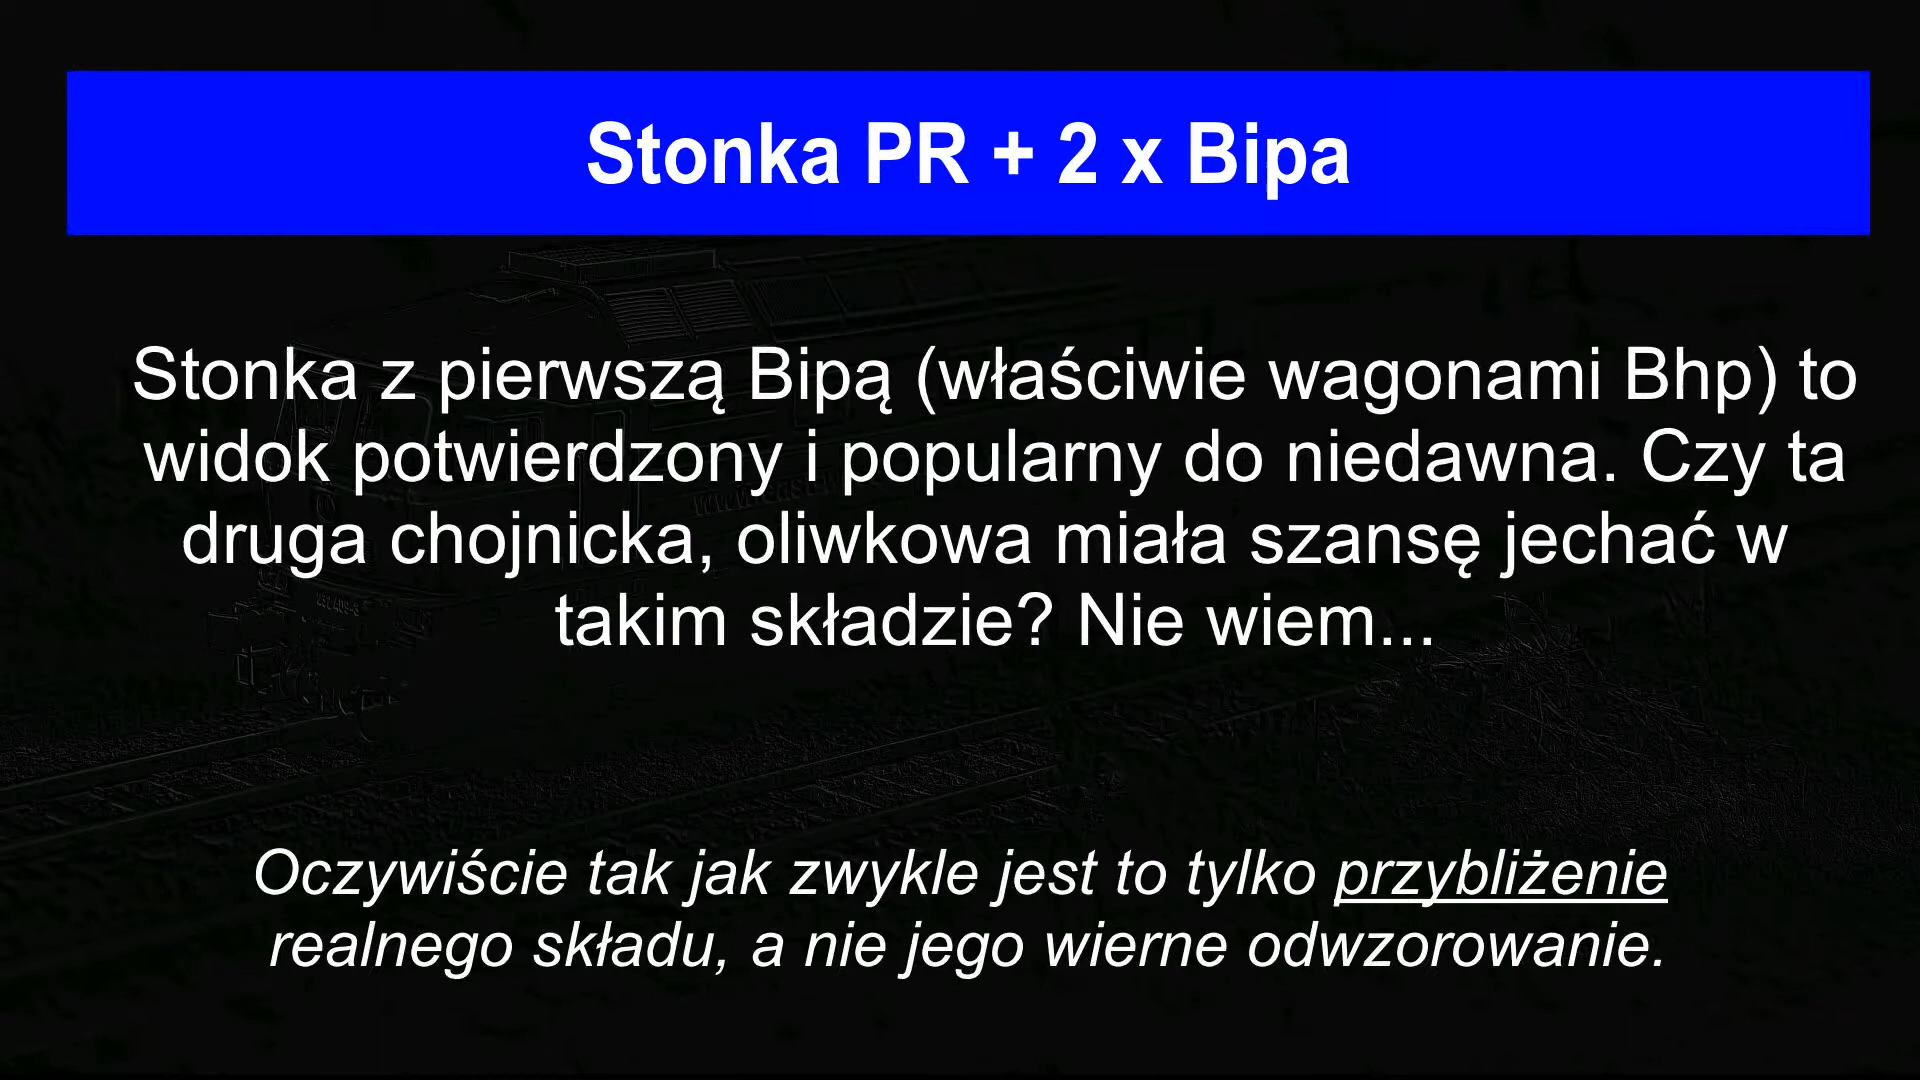 Stonka PR + 2 x Bipa
Stonka z pierwszą Bipą (właściwie wagonami Bhp) to
widok potwierdzony i popularny do niedawna. Czy ta
druga chojnicka, oliwkowa miała szansę jechać w
takim składzie? Nie wiem...
Oczywiście tak jak zwykle jest to tylko przybliżenie
realnego składu, a nie jego wierne odwzorowanie.